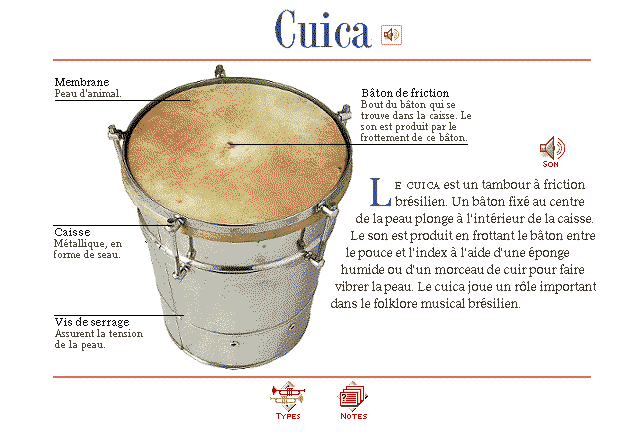 Cuica
Membrane
Peau d'animal.
Bâton de friction
Bout du bâton qui se
trouve dans la caisse. Le
son est produit par le
frottement de ce bâton.
SON
LE CUICA est un tambour à friction
brésilien. Un bâton fixé au centre
de la peau plonge à l'intérieur de la caisse.
Le son est produit en frottant le bâton entre
le pouce et l'index à l'aide d'une éponge
humide ou d'un morceau de cuir pour faire
vibrer la peau. Le cuica joue un rôle important
dans le folklore musical brésilien.
Caisse
Métallique, en
forme de seau.
Vis de serrage
Assurent la tension
de la peau.
TYPES
NOTES